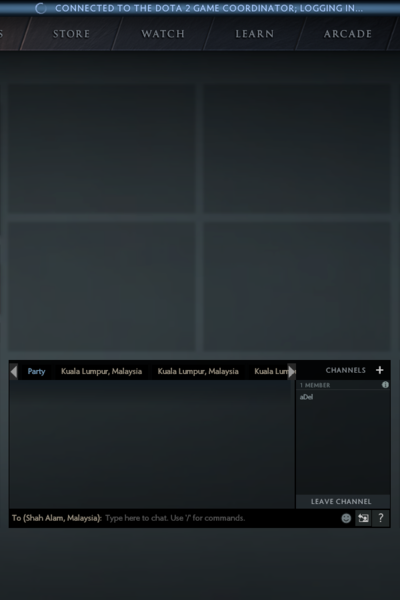 CONNECTED TO THE DOTA 2 GAME COORDINATOR; LOGGING IN...
S STORE WATCH LEARN ARCADE
Party Kuala Lumpur, Malaysia Kuala Lumpur, Malaysia Kuala Lum CHANNELS +
1 MEMBER
aDel
LEAVE CHANNEL
To (Shah Alam, Malaysia): Type here to chat. Use '/' for commands. ?